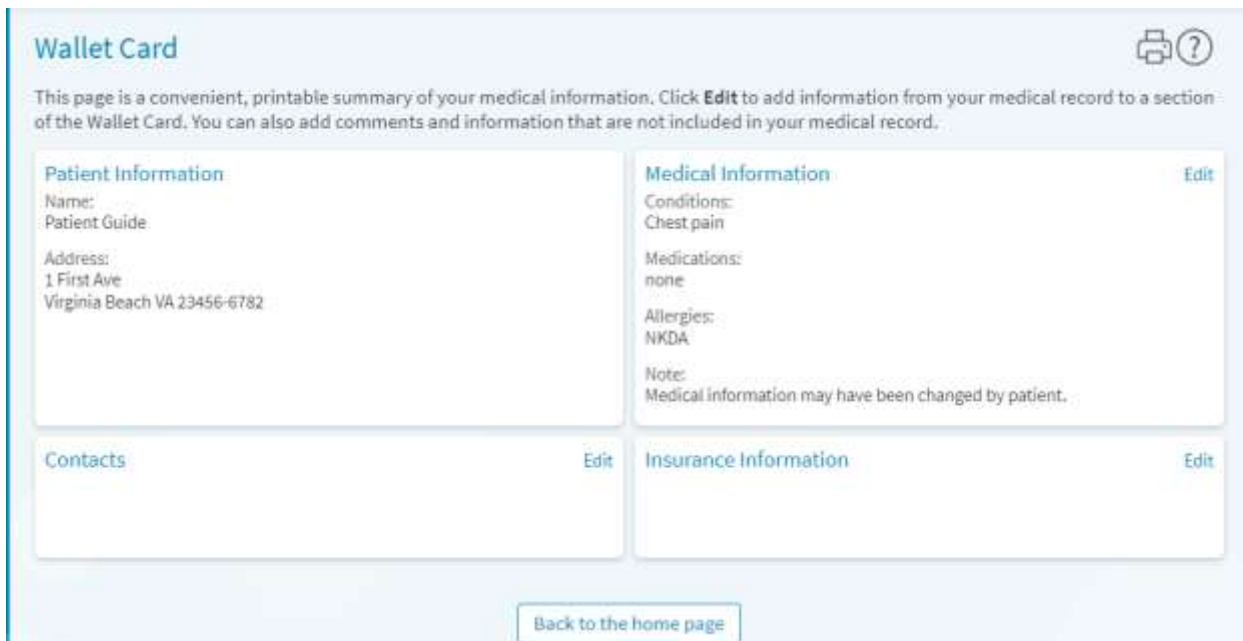 Wallet Card
This page is a convenient, printable summary of your medical information. Click Edit to add information from your medical record to a section
of the Wallet Card. You can also add comments and information that are not included in your medical record.
Patient Information
Name:
Patient Guide
Address:
1 First Ave
Virginia Beach VA 23456-6782
Medical Information
Edit
Conditions:
Chest pain
Medications:
none
Allergies:
NKDA
Note:
Medical information may have been changed by patient.
Contacts
Edit
Insurance Information
Edit
Back to the home page